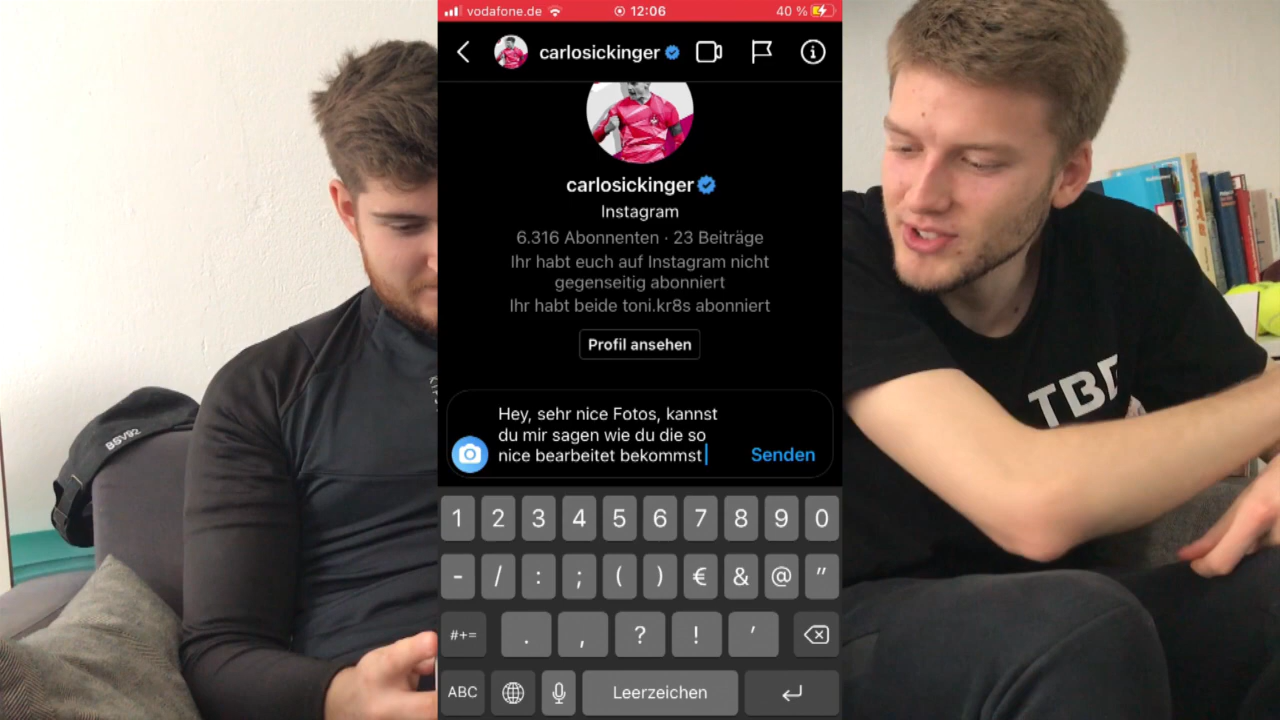 vodafone.de 12:06 40 %
carlosickinger
carlosickinger
Instagram
6.316 Abonnenten · 23 Beiträge
Ihr habt euch auf Instagram nicht
gegenseitig abonniert
Ihr habt beide toni.kr8s abonniert
Profil ansehen
Hey, sehr nice Fotos, kannst
du mir sagen wie du die so
nice bearbeitet bekommst
Senden
1 2 3 4 5 6 7 8 9 0
- / : ; ( ) € & @ "
#+= . , ? ! '
ABC Leerzeichen
BSV92